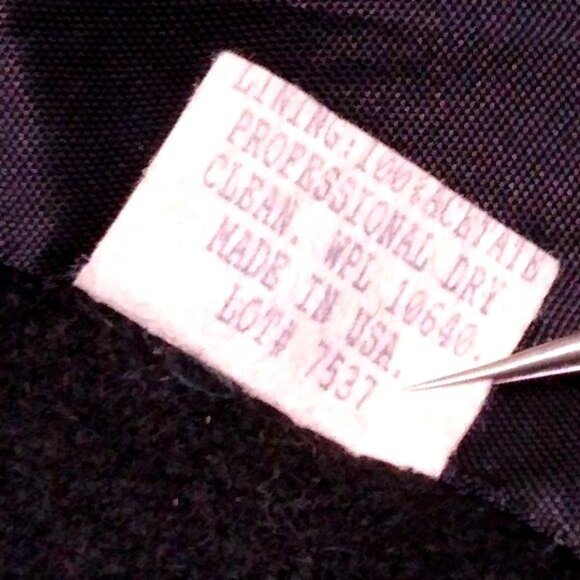 LINING:100%ACETATE
PROFESSIONAL DRY
CLEAN. WPL 10640.
MADE IN USA.
LOT# 7537